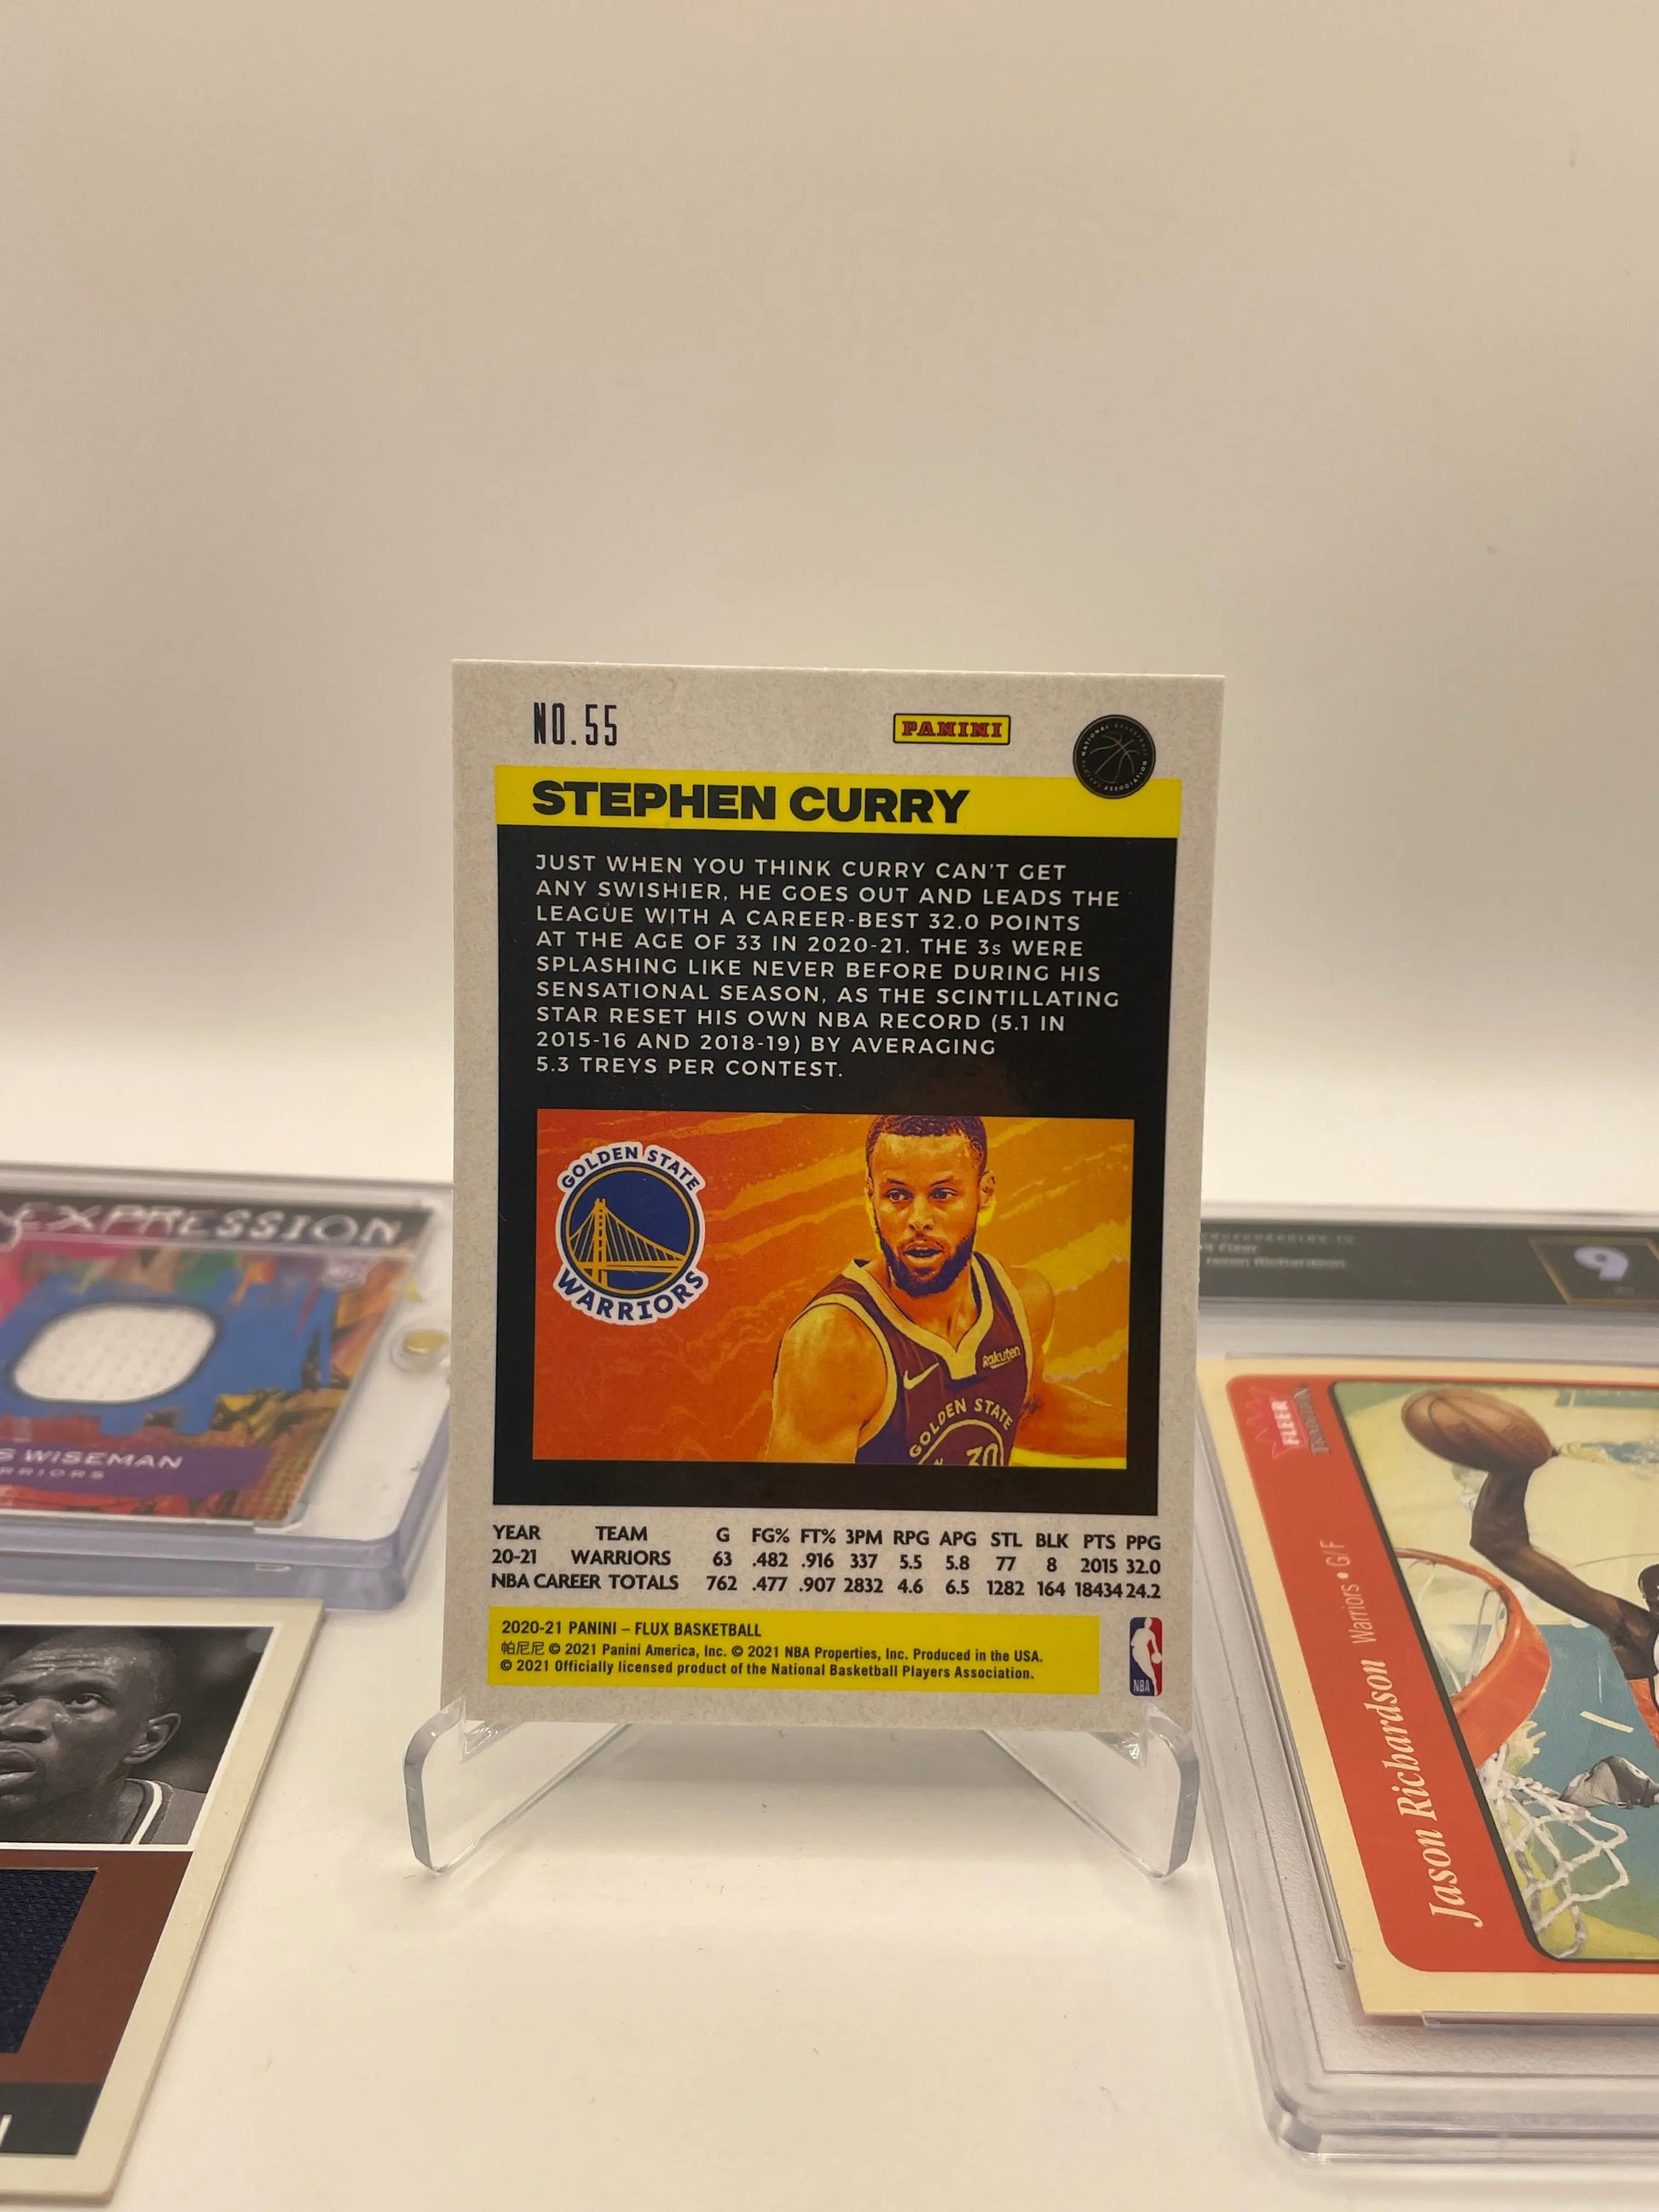 NO.55
PANINI
STEPHEN CURRY
JUST WHEN YOU THINK CURRY CAN'T GET
ANY SWISHIER, HE GOES OUT AND LEADS THE
LEAGUE WITH A CAREER-BEST 32.0 POINTS
AT THE AGE OF 33 IN 2020-21. THE 3s WERE
SPLASHING LIKE NEVER BEFORE DURING HIS
SENSATIONAL SEASON, AS THE SCINTILLATING
STAR RESET HIS OWN NBA RECORD (5.1 IN
2015-16 AND 2018-19) BY AVERAGING
5.3 TREYS PER CONTEST.
GOLDEN STATE
WARRIORS
Rakuten
GOLDEN STATE
30
YEAR TEAM G FG% FT% 3PM RPG APG STL BLK PTS PPG
20-21 WARRIORS 63 .482 .916 337 5.5 5.8 77 8 2015 32.0
NBA CAREER TOTALS 762 .477 .907 2832 4.6 6.5 1282 164 18434 24.2
2020-21 PANINI – FLUX BASKETBALL
帕尼尼 © 2021 Panini America, Inc. © 2021 NBA Properties, Inc. Produced in the USA.
© 2021 Officially licensed product of the National Basketball Players Association.
NBA
EXPRESSION
S WISEMAN
RRIORS
9
FLEER
TRADITION
Jason Richardson Warriors • G/F